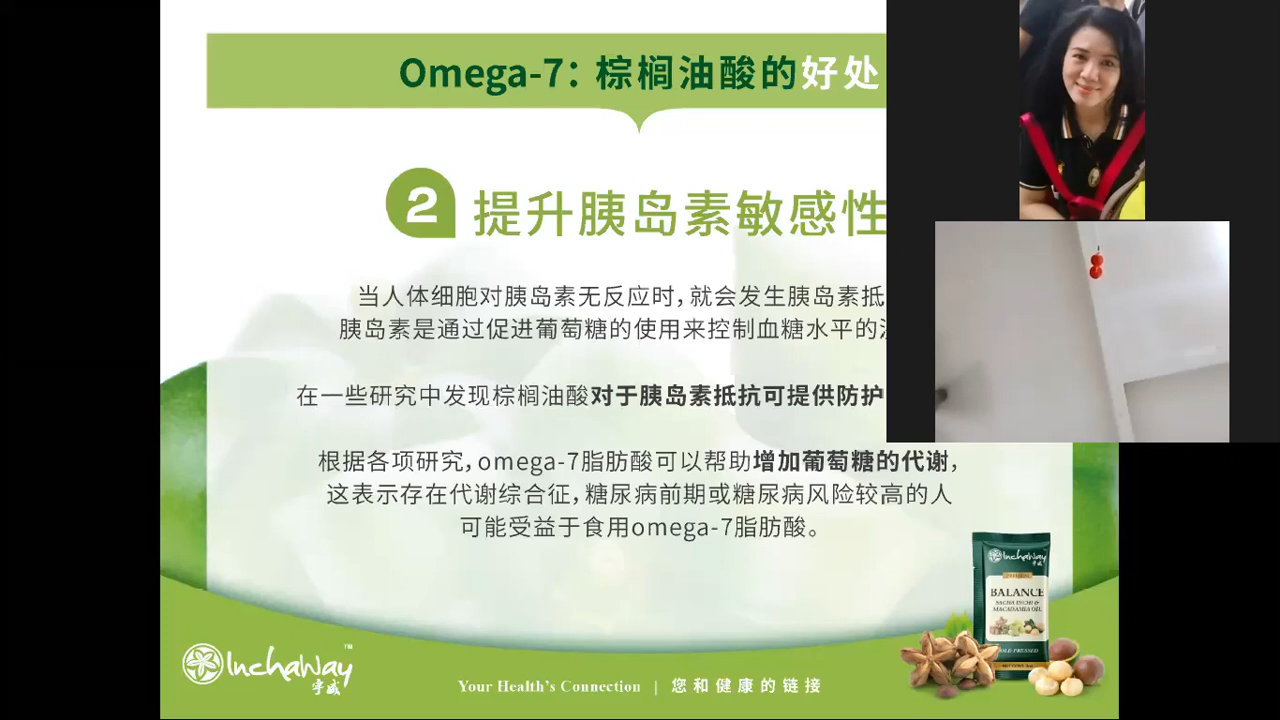 Omega-7: 棕榈油酸的好处
2 提升胰岛素敏感性
当人体细胞对胰岛素无反应时,就会发生胰岛素抵
胰岛素是通过促进葡萄糖的使用来控制血糖水平的
在一些研究中发现棕榈油酸对于胰岛素抵抗可提供防护
根据各项研究,omega-7脂肪酸可以帮助增加葡萄糖的代谢,
这表示存在代谢综合征,糖尿病前期或糖尿病风险较高的人
可能受益于食用omega-7脂肪酸。
InchaWay
BALANCE
SACHA INCHI &
MACADAMIA OIL
InchaWay™
宇威
Your Health's Connection | 您和健康的链接